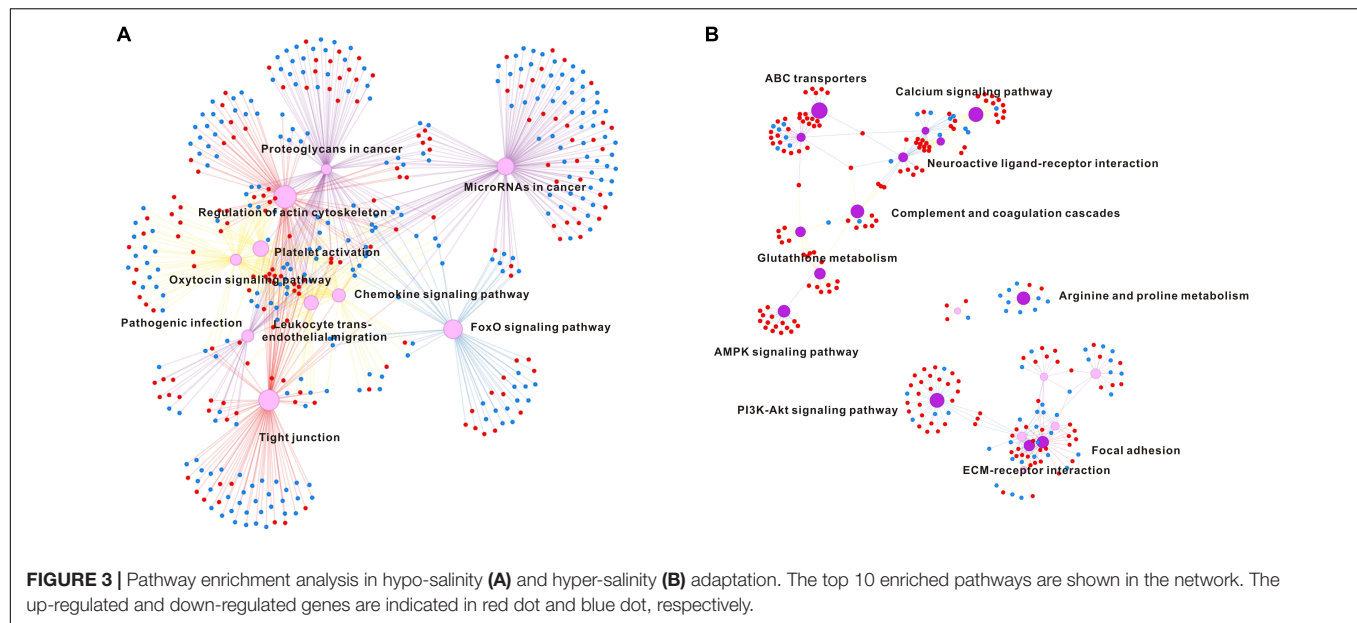 A
B
ABC transporters
Calcium signaling pathway
Proteoglycans in cancer
Neuroactive ligand-receptor interaction
MicroRNAs in cancer
Regulation of actin cytoskeleton
Complement and coagulation cascades
Platelet activation
Glutathione metabolism
Oxytocin signaling pathway
Chemokine signaling pathway
Arginine and proline metabolism
Pathogenic infection
Leukocyte trans-
endothelial migration
FoxO signaling pathway
AMPK signaling pathway
PI3K-Akt signaling pathway
Tight junction
Focal adhesion
ECM-receptor interaction
FIGURE 3 | Pathway enrichment analysis in hypo-salinity (A) and hyper-salinity (B) adaptation. The top 10 enriched pathways are shown in the network. The
up-regulated and down-regulated genes are indicated in red dot and blue dot, respectively.